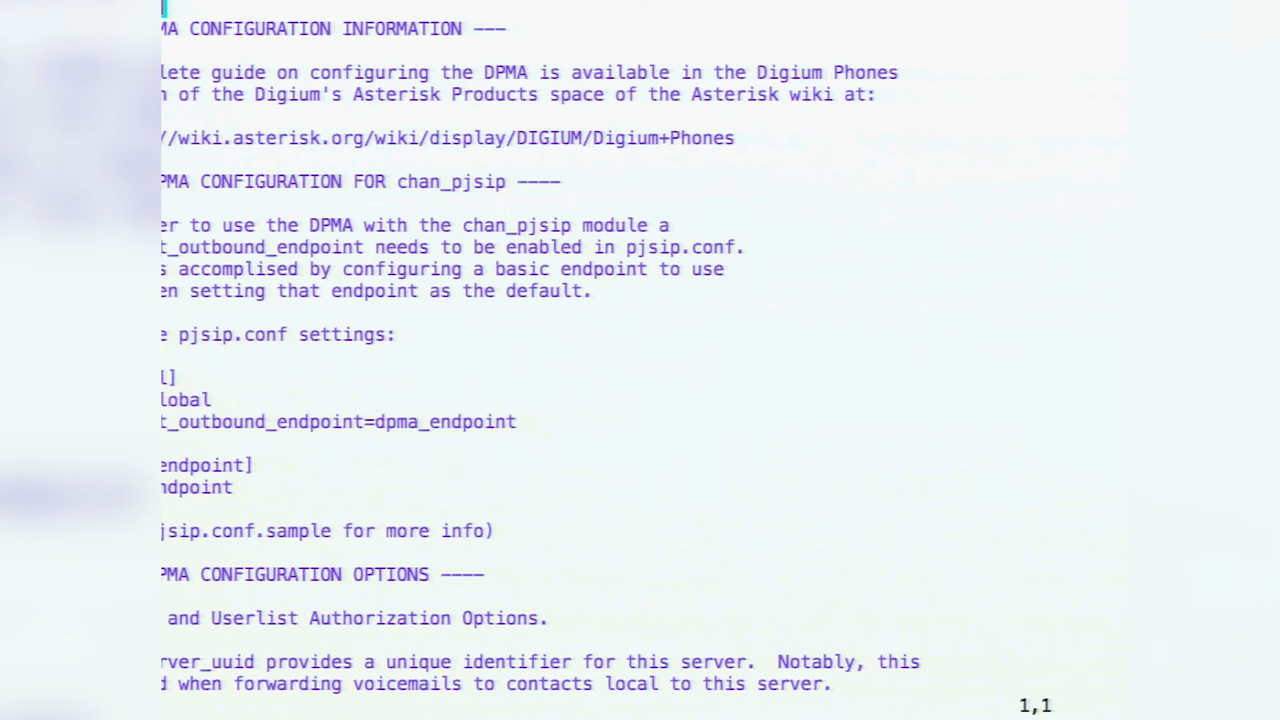 MA CONFIGURATION INFORMATION ---
lete guide on configuring the DPMA is available in the Digium Phones
of the Digium's Asterisk Products space of the Asterisk wiki at:
//wiki.asterisk.org/wiki/display/DIGIUM/Digium+Phones
PMA CONFIGURATION FOR chan_pjsip ----
er to use the DPMA with the chan_pjsip module a
t_outbound_endpoint needs to be enabled in pjsip.conf.
s accomplised by configuring a basic endpoint to use
en setting that endpoint as the default.
e pjsip.conf settings:
l]
lobal
t_outbound_endpoint=dpma_endpoint
endpoint]
ndpoint
jsip.conf.sample for more info)
PMA CONFIGURATION OPTIONS ----
and Userlist Authorization Options.
rver_uuid provides a unique identifier for this server.  Notably, this
d when forwarding voicemails to contacts local to this server.
1,1